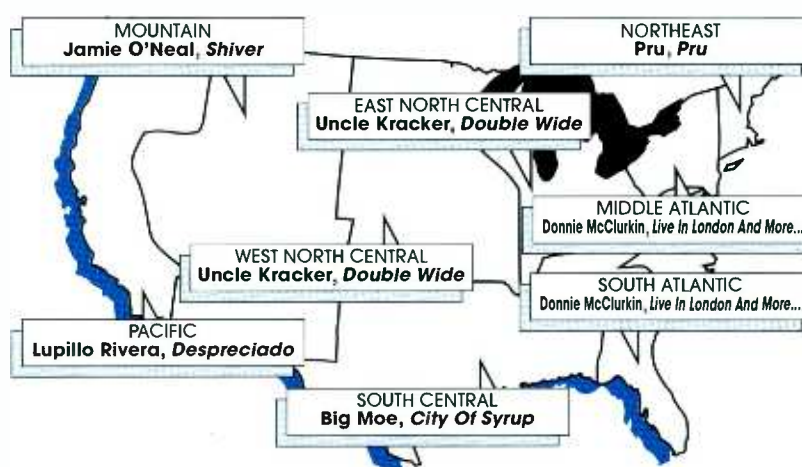 MOUNTAIN
Jamie O'Neal, Shiver
NORTHEAST
Pru, Pru
EAST NORTH CENTRAL
Uncle Kracker, Double Wide
MIDDLE ATLANTIC
Donnie McClurkin, Live In London And More...
WEST NORTH CENTRAL
Uncle Kracker, Double Wide
SOUTH ATLANTIC
Donnie McClurkin, Live In London And More...
PACIFIC
Lupillo Rivera, Despreciado
SOUTH CENTRAL
Big Moe, City Of Syrup